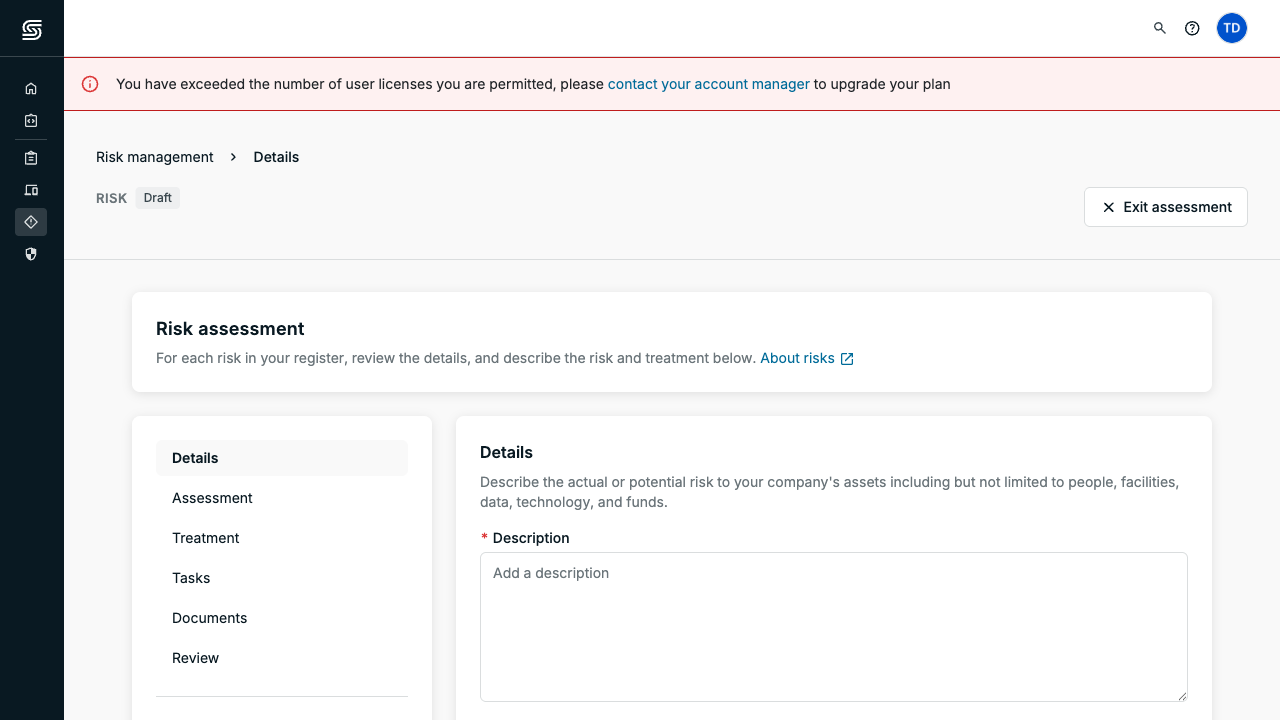 TD
You have exceeded the number of user licenses you are permitted, please contact your account manager to upgrade your plan
Risk management > Details
RISK Draft
Exit assessment
Risk assessment
For each risk in your register, review the details, and describe the risk and treatment below. About risks
Details
Assessment
Treatment
Tasks
Documents
Review
Details
Describe the actual or potential risk to your company's assets including but not limited to people, facilities,
data, technology, and funds.
* Description
Add a description